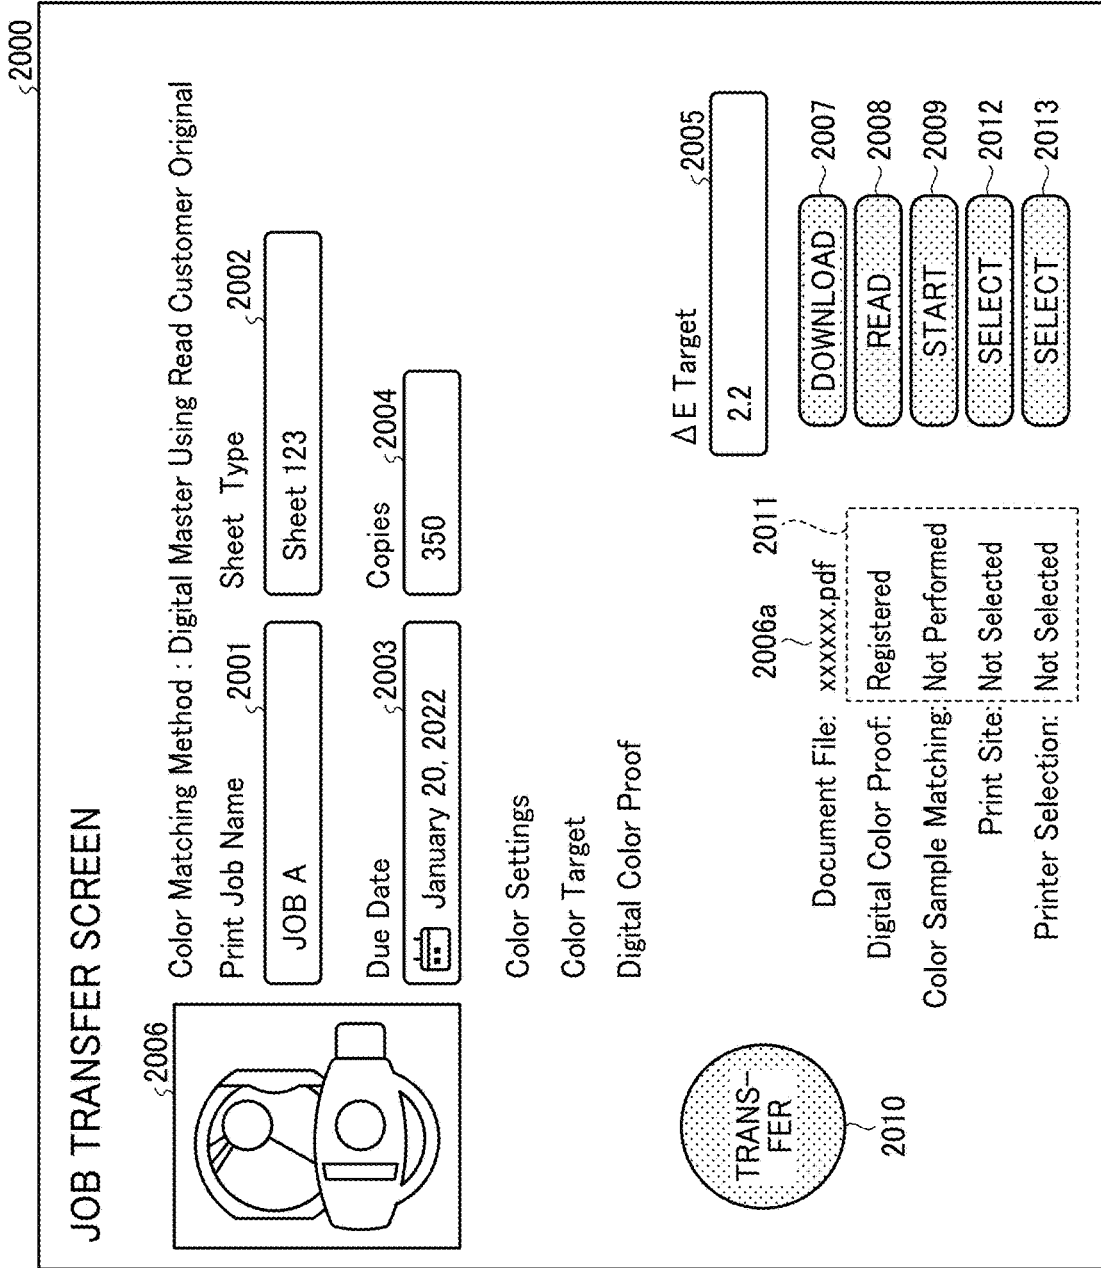 2000
JOB TRANSFER SCREEN
2006
Color Matching Method : Digital Master Using Read Customer Original
Print Job Name 2001 Sheet Type 2002
JOB A Sheet 123
Due Date 2003 Copies 2004
January 20, 2022 350
Color Settings
Color Target
Digital Color Proof
ΔE Target 2005
2.2
TRANS-
FER
2010
2006a 2011
Document File: xxxxxx.pdf DOWNLOAD 2007
Digital Color Proof: Registered READ 2008
Color Sample Matching: Not Performed START 2009
Print Site: Not Selected SELECT 2012
Printer Selection: Not Selected SELECT 2013